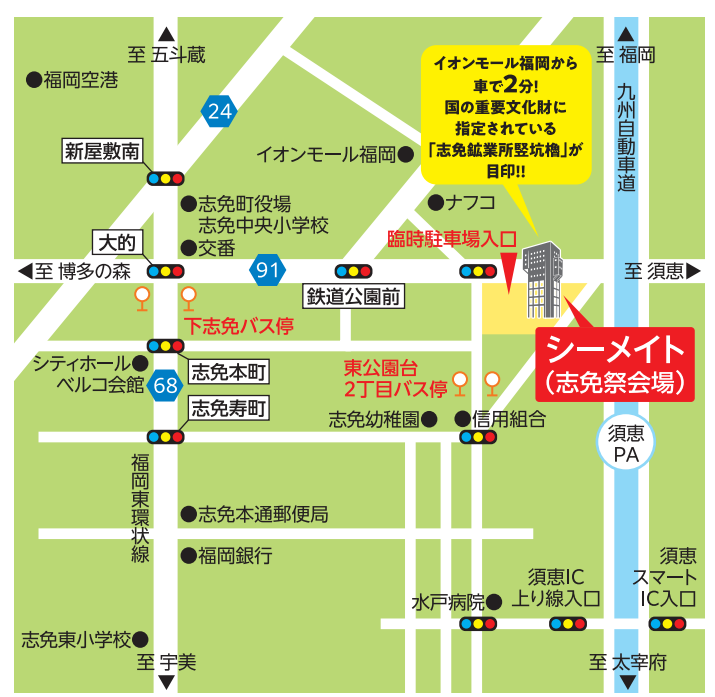 至 五斗蔵
至 福岡
福岡空港
イオンモール福岡から
車で2分!
国の重要文化財に
指定されている
「志免鉱業所竪坑櫓」が
目印!!
24
九州自動車道
新屋敷南
イオンモール福岡
志免町役場
志免中央小学校
ナフコ
大的
交番
臨時駐車場入口
至 博多の森
91
至 須恵
鉄道公園前
下志免バス停
シーメイト
(志免祭会場)
シティホール
ベルコ会館
志免本町
東公園台
2丁目バス停
68
志免寿町
志免幼稚園
信用組合
須恵
PA
福岡東環状線
志免本通郵便局
福岡銀行
須恵IC
上り線入口
須恵
スマート
IC入口
水戸病院
志免東小学校
至 宇美
至 太宰府